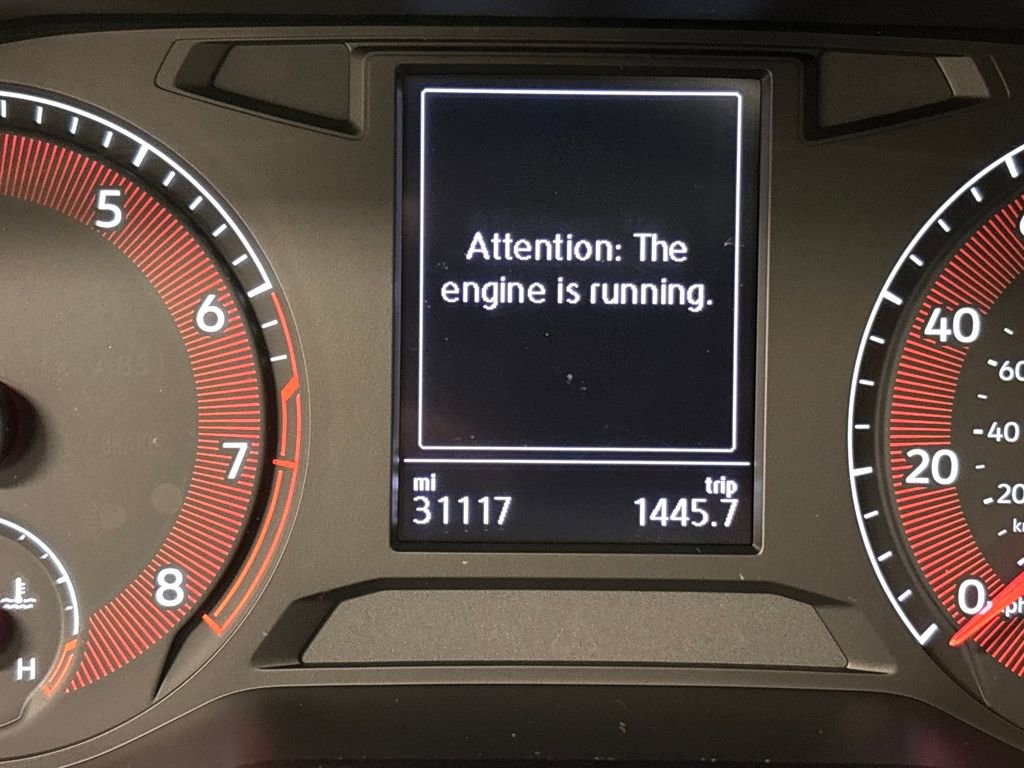 Attention: The
engine is running.
mi
trip
31117
1445.7
5
6
7
8
H
40
20
0
60
40
20